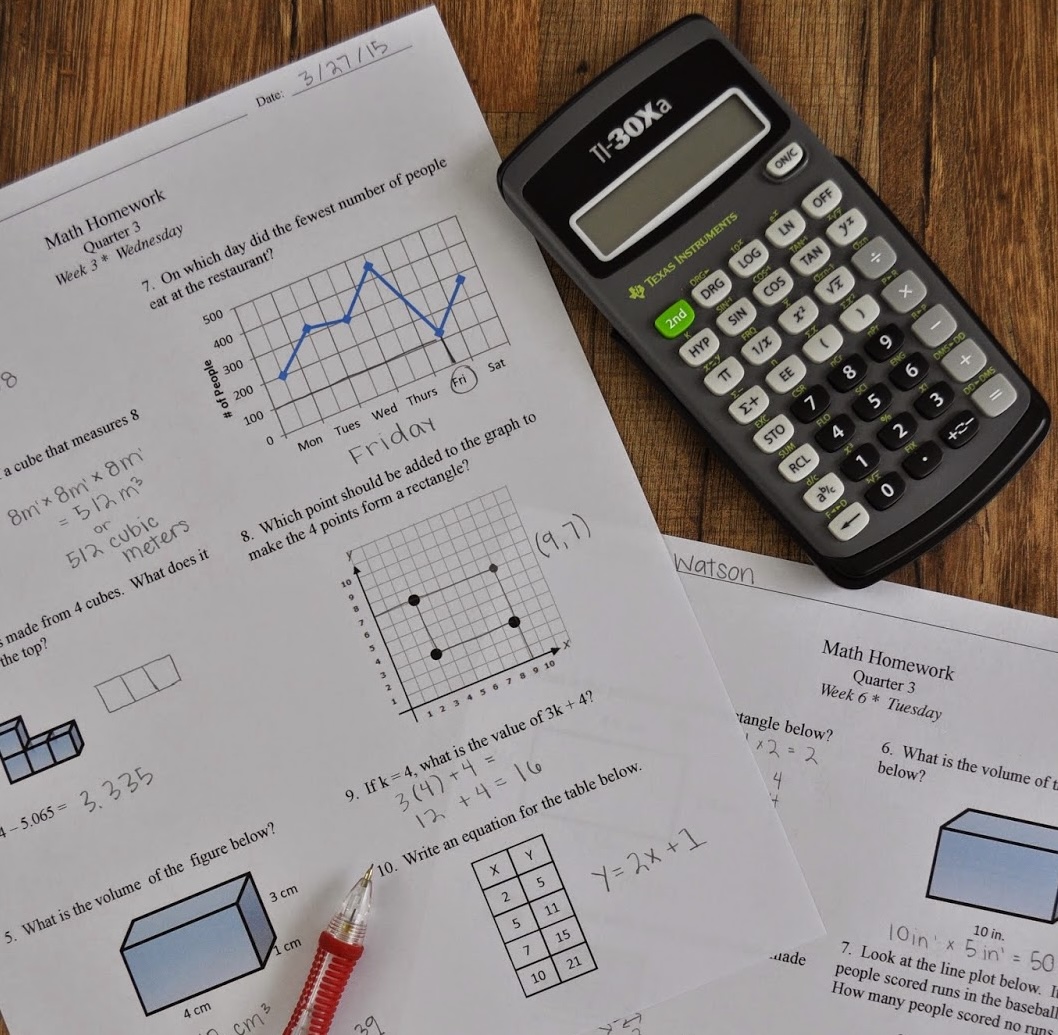 Date: 3/27/15
Math Homework
Quarter 3
Week 3 * Wednesday
8
a cube that measures 8
8m' x 8m' x 8m'
= 512 m³
or
512 cubic
meters
made from 4 cubes. What does it
the top?
4 – 5.065 = 3.335
5. What is the volume of the figure below?
3 cm
1 cm
4 cm
cm³
7. On which day did the fewest number of people
eat at the restaurant?
# of People
500
400
300
200
100
0
Mon Tues Wed Thurs Fri Sat
Friday
8. Which point should be added to the graph to
make the 4 points form a rectangle?
(9,7)
y
10
9
8
7
6
5
4
3
2
1
1 2 3 4 5 6 7 8 9 10
x
9. If k = 4, what is the value of 3k + 4?
3(4) + 4 =
12 + 4 = 16
10. Write an equation for the table below.
X Y
2 5
5 11
7 15
10 21
Y = 2x + 1
39
TI-30Xa
TEXAS INSTRUMENTS
ON/C
OFF
2nd DRG LOG LN yˣ
HYP SIN COS TAN ÷
π 1/x x² √x ×
Σ+ EE ( ) −
STO 7 8 9 +
RCL 4 5 6 =
aᵇ/c 1 2 3
← 0 . +⇄−
Watson
Math Homework
Quarter 3
Week 6 * Tuesday
tangle below?
x 2 = 2
4
6. What is the volume of
below?
10 in.
10in' x 5in' = 50
7. Look at the line plot below.
people scored runs in the baseball
How many people scored no runs
made